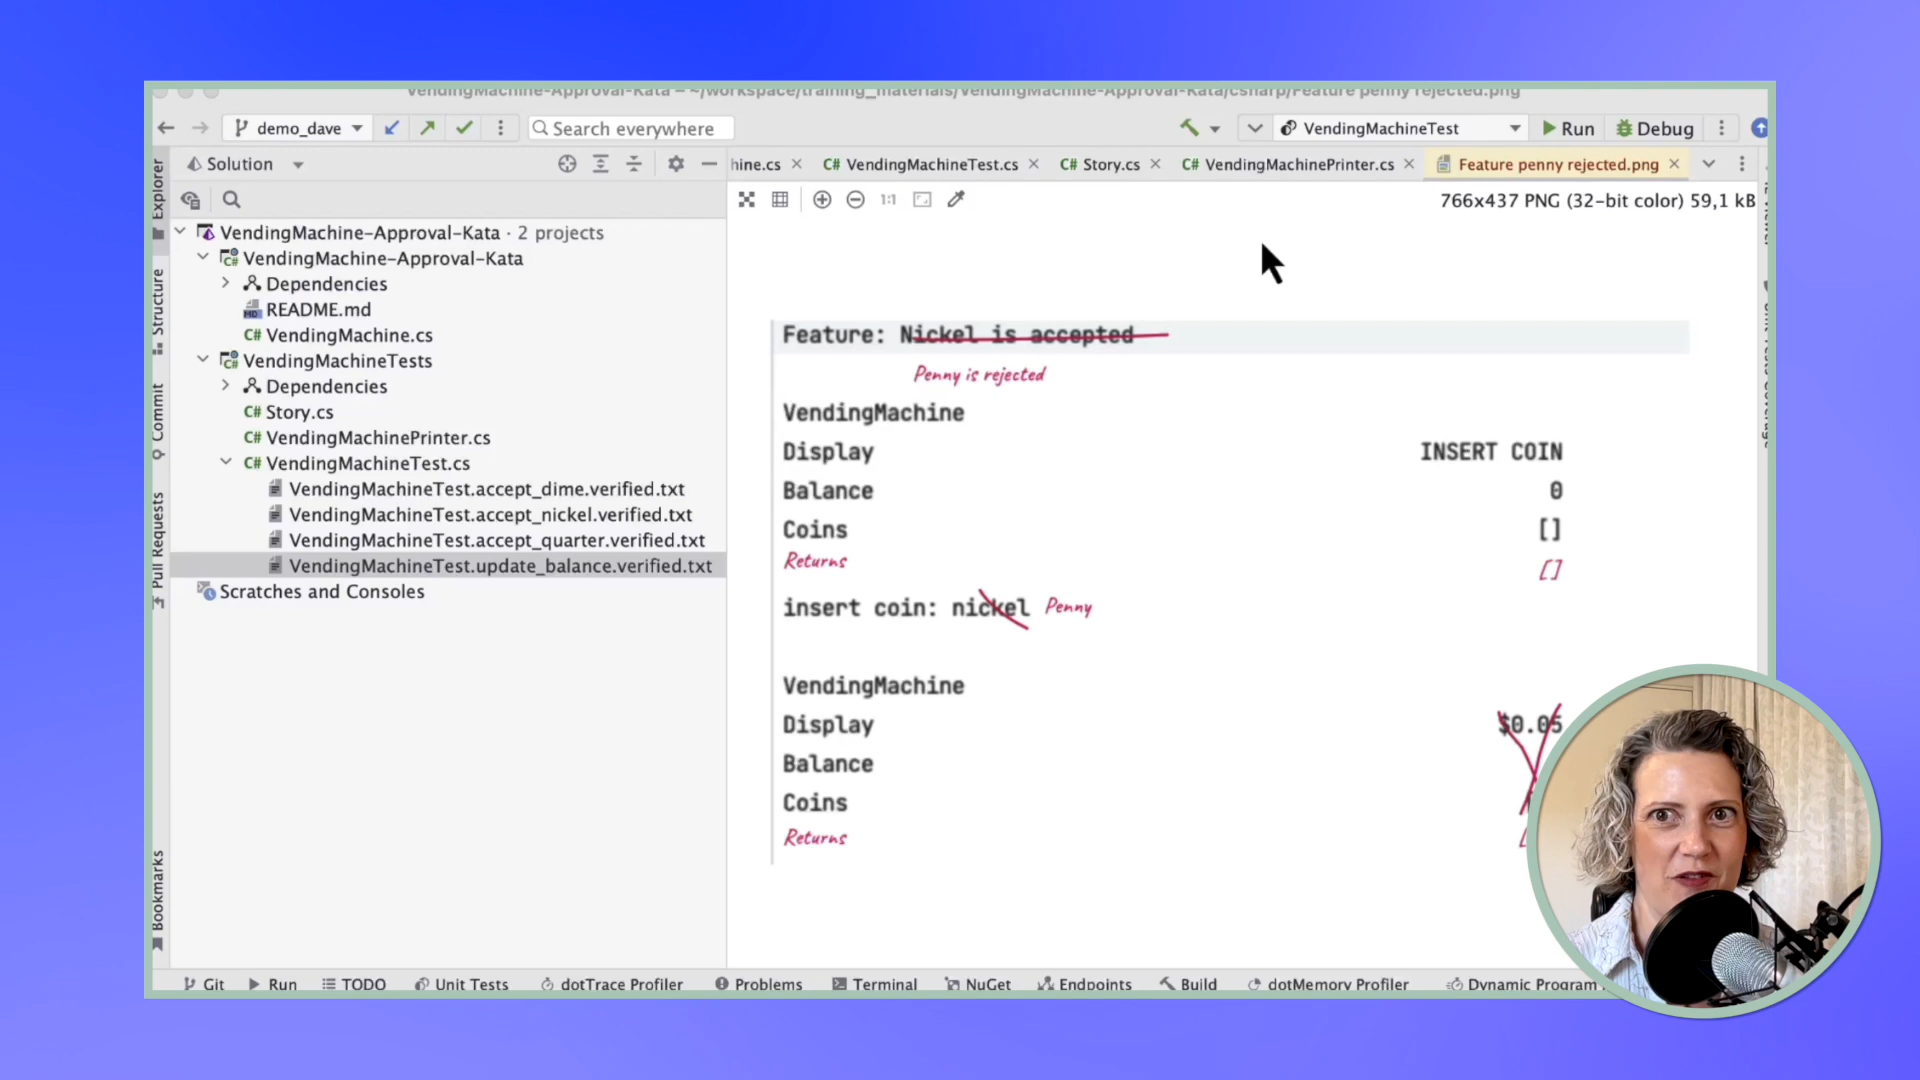 VendingMachine-Approval-Kata – ~/workspace/training_materials/VendingMachine-Approval-Kata/csharp/Feature penny rejected.png
demo_dave
Search everywhere
VendingMachineTest
Run
Debug
Solution
hine.cs
C# VendingMachineTest.cs
C# Story.cs
C# VendingMachinePrinter.cs
Feature penny rejected.png
1:1
766x437 PNG (32-bit color) 59,1 kB
Explorer
Structure
Commit
Pull Requests
Bookmarks
VendingMachine-Approval-Kata · 2 projects
VendingMachine-Approval-Kata
Dependencies
MD README.md
C# VendingMachine.cs
VendingMachineTests
Dependencies
C# Story.cs
C# VendingMachinePrinter.cs
C# VendingMachineTest.cs
VendingMachineTest.accept_dime.verified.txt
VendingMachineTest.accept_nickel.verified.txt
VendingMachineTest.accept_quarter.verified.txt
VendingMachineTest.update_balance.verified.txt
Scratches and Consoles
Feature: Nickel is accepted
Penny is rejected
VendingMachine
Display INSERT COIN
Balance 0
Coins []
Returns []
insert coin: nickel Penny
VendingMachine
Display $0.05
Balance
Coins
Returns
Git
Run
TODO
Unit Tests
dotTrace Profiler
Problems
Terminal
NuGet
Endpoints
Build
dotMemory Profiler
Dynamic Program